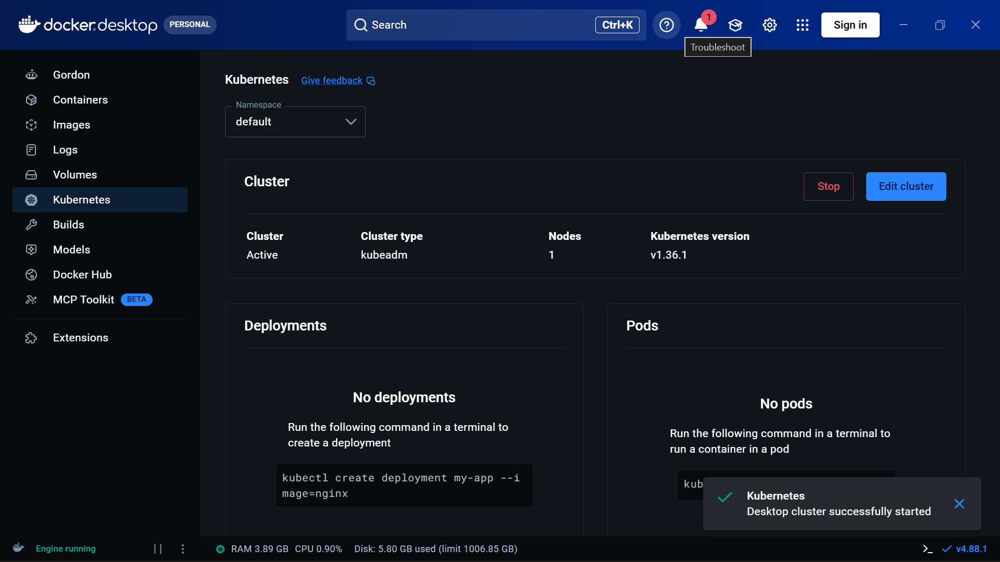 docker desktop PERSONAL
Search Ctrl+K
1
Sign in
Troubleshoot
Gordon
Containers
Images
Logs
Volumes
Kubernetes
Builds
Models
Docker Hub
MCP Toolkit BETA
Extensions
Kubernetes Give feedback
Namespace
default
Cluster
Stop Edit cluster
Cluster Cluster type Nodes Kubernetes version
Active kubeadm 1 v1.36.1
Deployments
No deployments
Run the following command in a terminal to
create a deployment
kubectl create deployment my-app --i
mage=nginx
Pods
No pods
Run the following command in a terminal to
run a container in a pod
kub
Kubernetes
Desktop cluster successfully started
Engine running
RAM 3.89 GB CPU 0.90% Disk: 5.80 GB used (limit 1006.85 GB)
v4.88.1